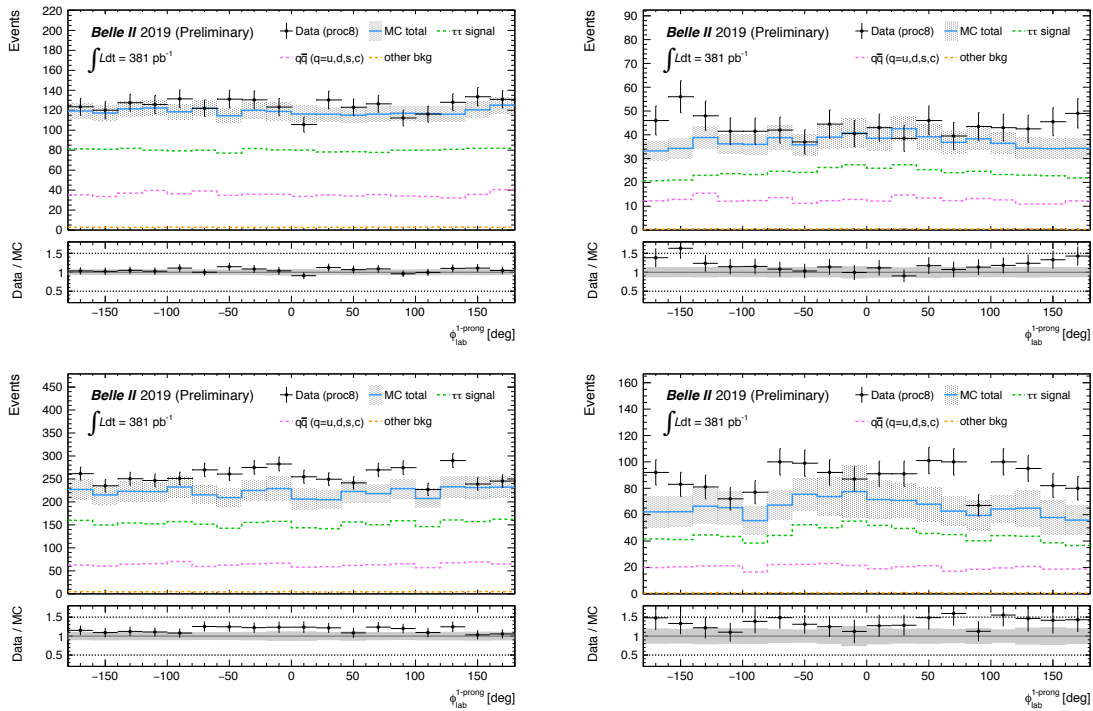 Events
220
200
180
160
140
120
100
80
60
40
20
0
Belle II 2019 (Preliminary)
∫ Ldt = 381 pb⁻¹
Data (proc8) MC total ττ signal
qq̅ (q=u,d,s,c) other bkg
Data / MC
1.5
1
0.5
−150 −100 −50 0 50 100 150
ϕ_lab^1-prong [deg]
Events
90
80
70
60
50
40
30
20
10
0
Belle II 2019 (Preliminary)
∫ Ldt = 381 pb⁻¹
Data (proc8) MC total ττ signal
qq̅ (q=u,d,s,c) other bkg
Data / MC
1.5
1
0.5
−150 −100 −50 0 50 100 150
ϕ_lab^1-prong [deg]
Events
450
400
350
300
250
200
150
100
50
0
Belle II 2019 (Preliminary)
∫ Ldt = 381 pb⁻¹
Data (proc8) MC total ττ signal
qq̅ (q=u,d,s,c) other bkg
Data / MC
1.5
1
0.5
−150 −100 −50 0 50 100 150
ϕ_lab^1-prong [deg]
Events
160
140
120
100
80
60
40
20
0
Belle II 2019 (Preliminary)
∫ Ldt = 381 pb⁻¹
Data (proc8) MC total ττ signal
qq̅ (q=u,d,s,c) other bkg
Data / MC
1.5
1
0.5
−150 −100 −50 0 50 100 150
ϕ_lab^1-prong [deg]